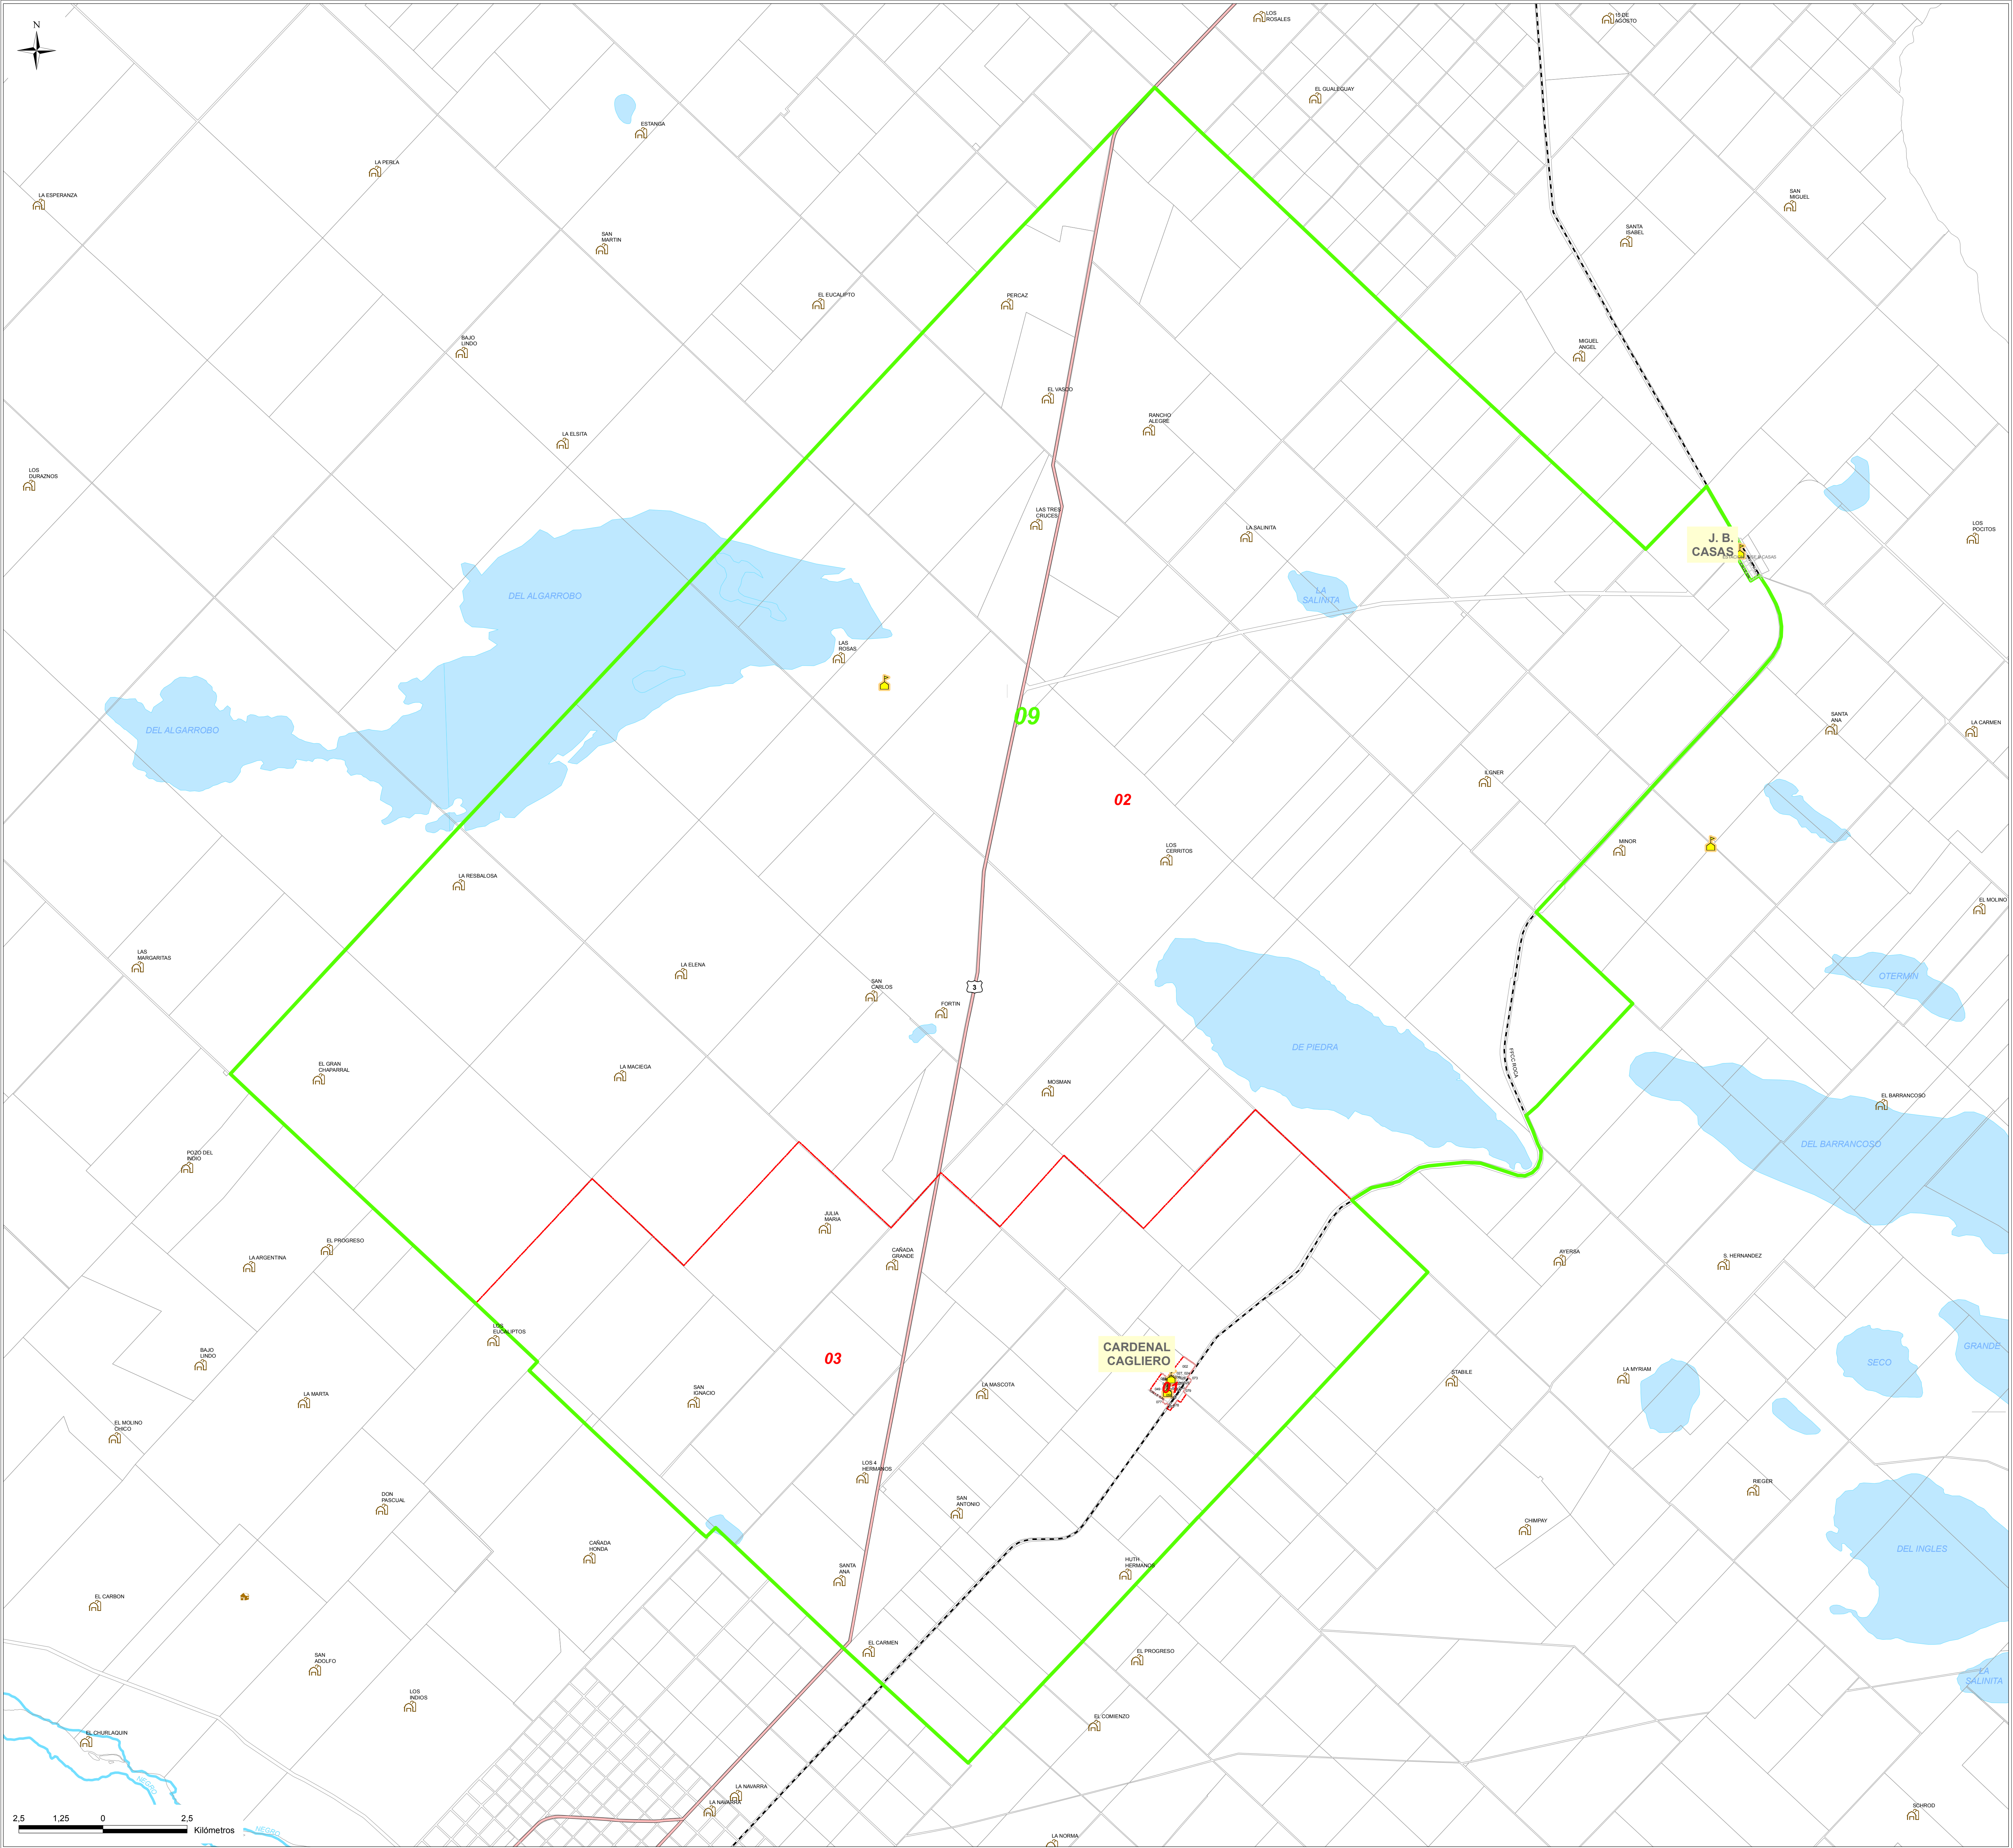 N
LOS
ROSALES
15 DE
AGOSTO
EL GUALEGUAY
ESTANGA
LA PERLA
LA ESPERANZA
SAN
MIGUEL
SANTA
ISABEL
SAN
MARTIN
EL EUCALIPTO
PERCAZ
BAJO
LINDO
MIGUEL
ANGEL
EL VASCO
RANCHO
ALEGRE
LA ELSITA
LOS
DURAZNOS
LAS TRES
CRUCES
LA SALINITA
LOS
POCITOS
J. B.
CASAS
DEL ALGARROBO
LA
SALINITA
LAS
ROSAS
DEL ALGARROBO
09
SANTA
ANA
LA CARMEN
ILGNER
02
MINOR
LOS
CERRITOS
LA RESBALOSA
EL MOLINO
LAS
MARGARITAS
LA ELENA
OTERMIN
SAN
CARLOS
3
FORTIN
DE PIEDRA
EL GRAN
CHAPARRAL
LA MACIEGA
FFCC ROCA
MOSMAN
EL BARRANCOSO
DEL BARRANCOSO
POZO DEL
INDIO
JULIA
MARIA
EL PROGRESO
LA ARGENTINA
CAÑADA
GRANDE
AYERSA
S. HERNANDEZ
LOS
EUCALIPTOS
BAJO
LINDO
CARDENAL
CAGLIERO
GRANDE
03
SECO
01
STABILE
LA MYRIAM
SAN
IGNACIO
LA MASCOTA
LA MARTA
EL MOLINO
CHICO
LOS 4
HERMANOS
RIEGER
DON
PASCUAL
SAN
ANTONIO
CHIMPAY
CAÑADA
HONDA
DEL INGLES
HUTH
HERMANOS
SANTA
ANA
EL CARBON
EL CARMEN
EL PROGRESO
SAN
ADOLFO
LA
SALINITA
LOS
INDIOS
EL COMIENZO
EL CHURLAQUIN
NEGRO
LA NAVARRA
LA NAVARRA
SCHROD
2,5 1,25 0 2,5
Kilómetros
NEGRO
LA NORMA